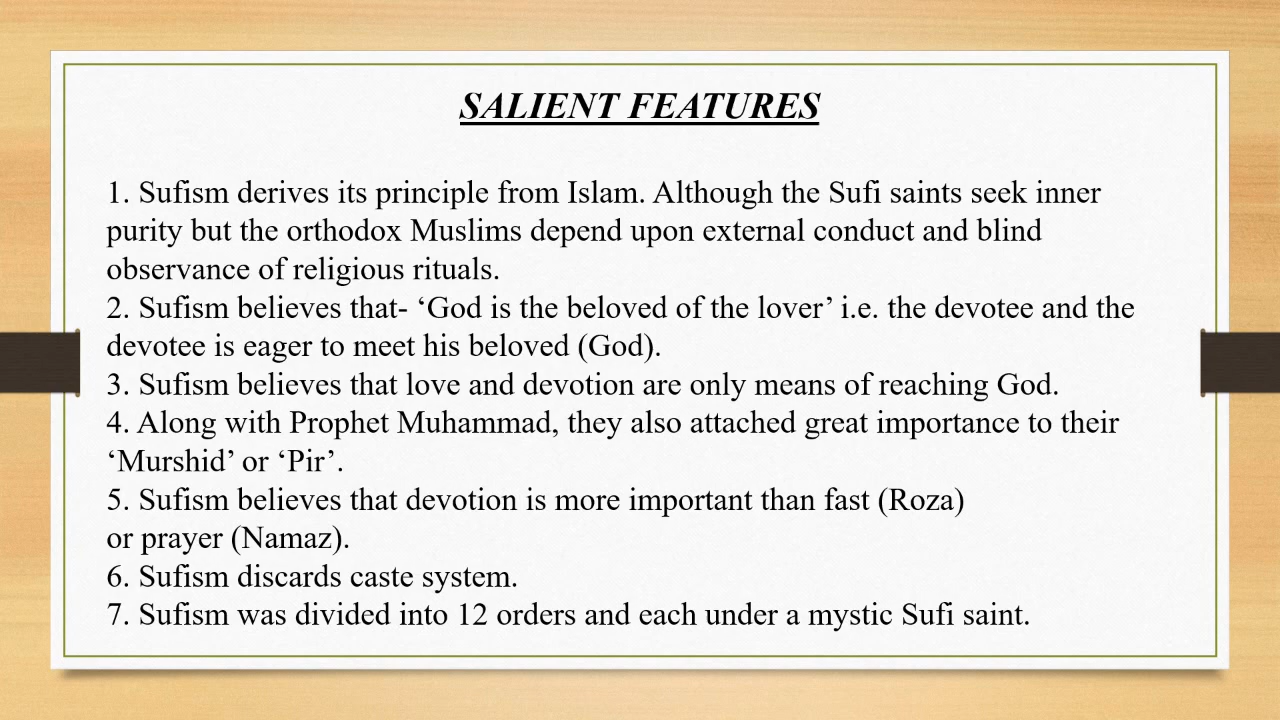 SALIENT FEATURES
1. Sufism derives its principle from Islam. Although the Sufi saints seek inner
purity but the orthodox Muslims depend upon external conduct and blind
observance of religious rituals.
2. Sufism believes that- ‘God is the beloved of the lover’ i.e. the devotee and the
devotee is eager to meet his beloved (God).
3. Sufism believes that love and devotion are only means of reaching God.
4. Along with Prophet Muhammad, they also attached great importance to their
‘Murshid’ or ‘Pir’.
5. Sufism believes that devotion is more important than fast (Roza)
or prayer (Namaz).
6. Sufism discards caste system.
7. Sufism was divided into 12 orders and each under a mystic Sufi saint.